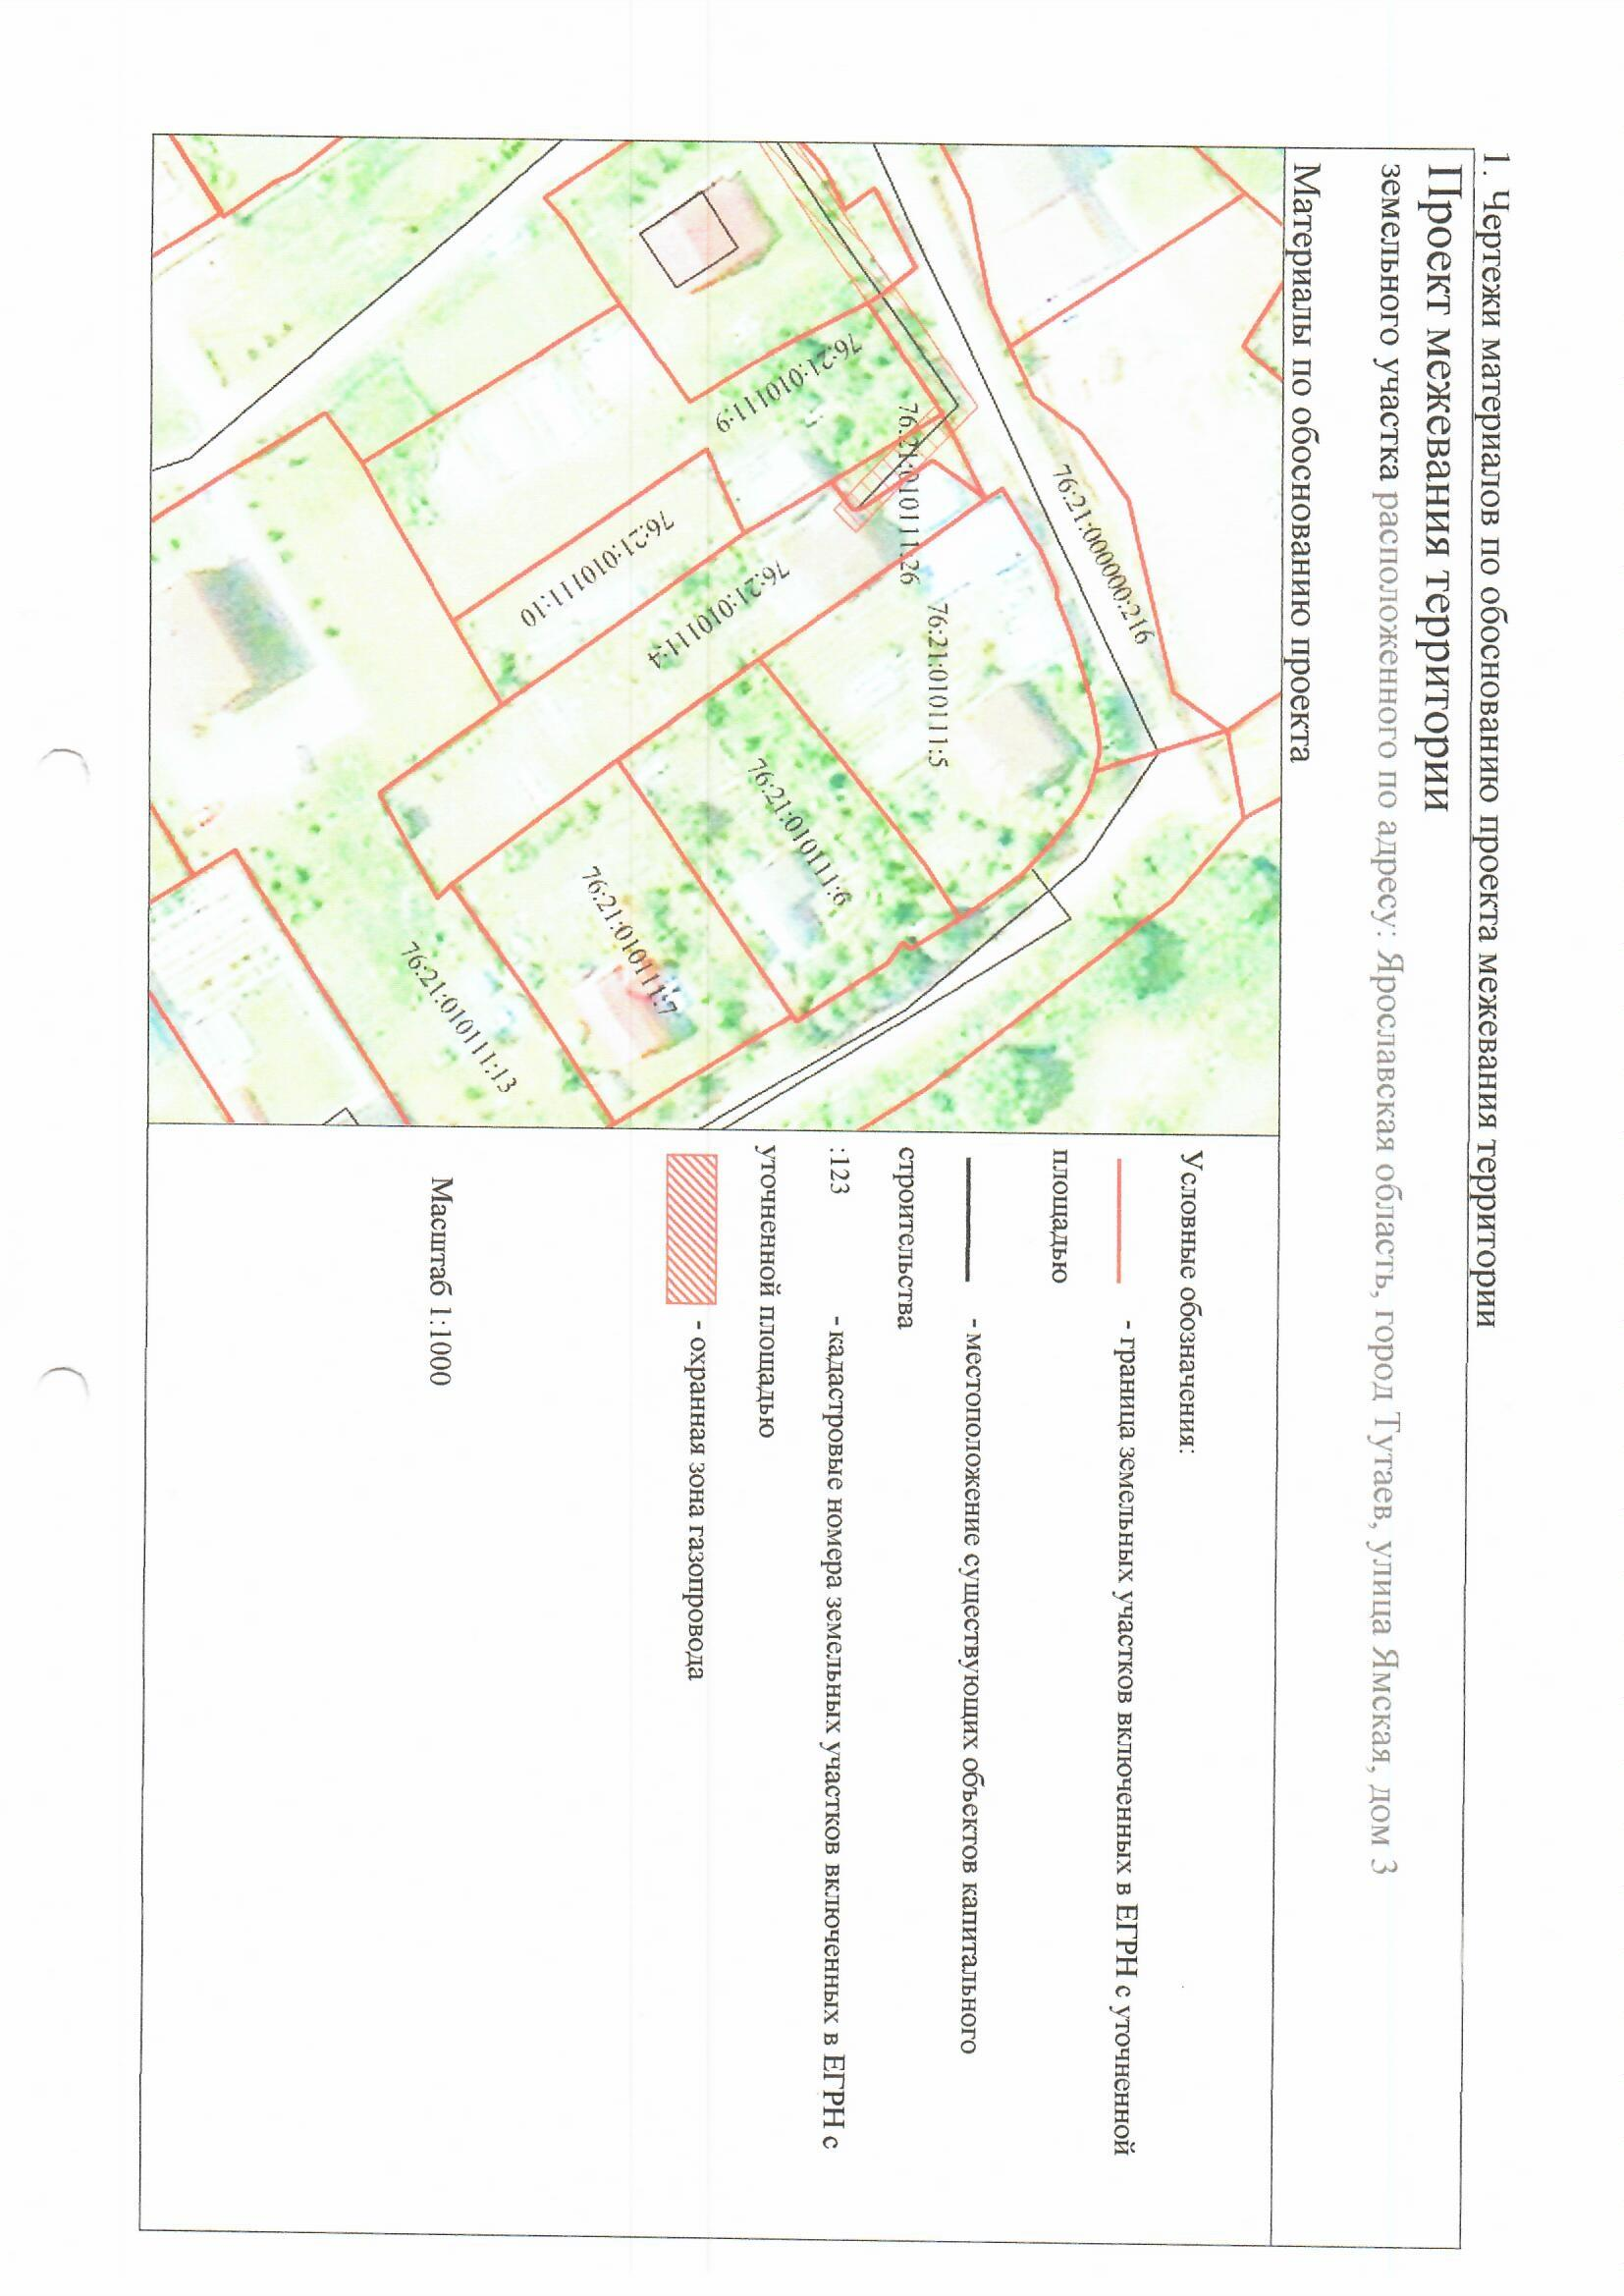 1. Чертежи материалов по обоснованию проекта межевания территории
Проект межевания территории
земельного участка расположенного по адресу: Ярославская область, город Тутаев, улица Ямская, дом 3
Материалы по обоснованию проекта
76:21:000000:216
76:21:010111:26
76:21:010111:9
76:21:010111:5
76:21:010111:4
76:21:010111:10
76:21:010111:6
76:21:010111:7
76:21:010111:13
Условные обозначения:
- граница земельных участков включенных в ЕГРН с уточненной
площадью
- местоположение существующих объектов капитального
строительства
:123 - кадастровые номера земельных участков включенных в ЕГРН с
уточненной площадью
- охранная зона газопровода
Масштаб 1:1000